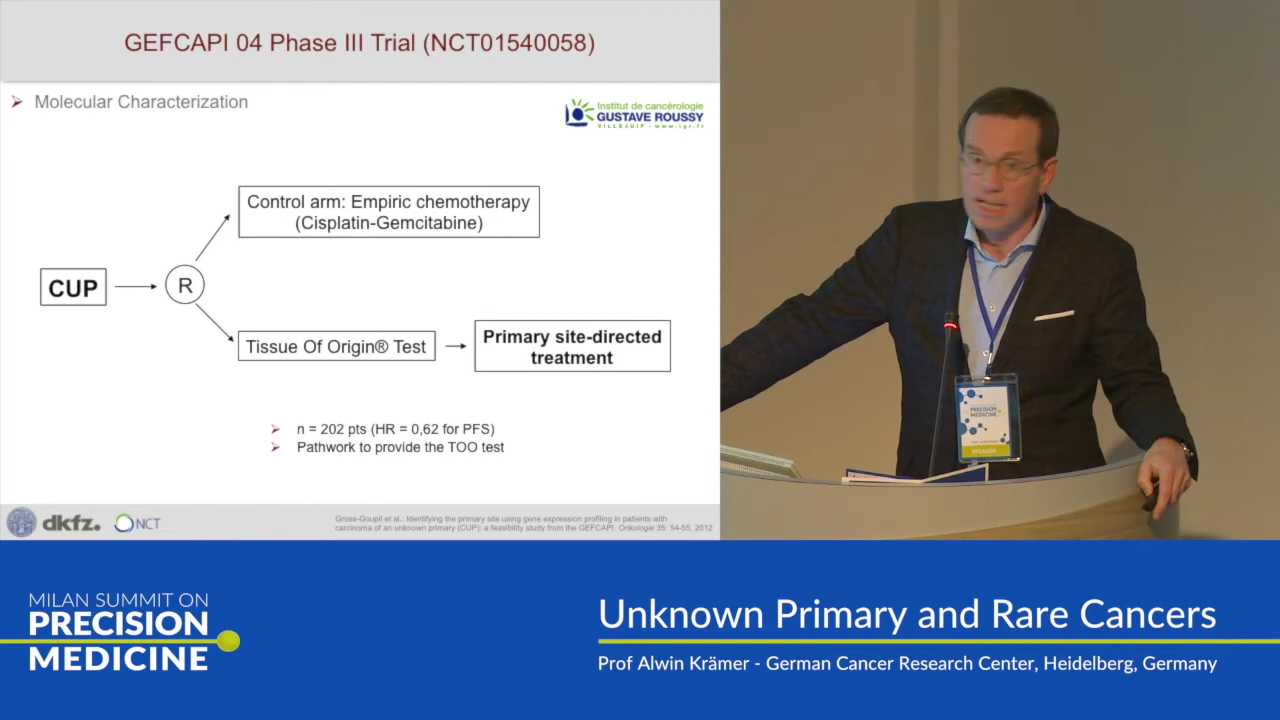 GEFCAPI 04 Phase III Trial (NCT01540058)
Molecular Characterization
Institut de cancérologie
GUSTAVE ROUSSY
VILLEJUIF - www.igr.fr
Control arm: Empiric chemotherapy
(Cisplatin-Gemcitabine)
CUP
R
Tissue Of Origin® Test
Primary site-directed
treatment
n = 202 pts (HR = 0,62 for PFS)
Pathwork to provide the TOO test
dkfz.
NCT
Gross-Goupil et al.: Identifying the primary site using gene expression profiling in patients with
carcinoma of an unknown primary (CUP): a feasibility study from the GEFCAPI. Onkologie 35: 54-55, 2012
PRECISION
MEDICINE
SPEAKER
MILAN SUMMIT ON
PRECISION
MEDICINE
Unknown Primary and Rare Cancers
Prof Alwin Krämer - German Cancer Research Center, Heidelberg, Germany